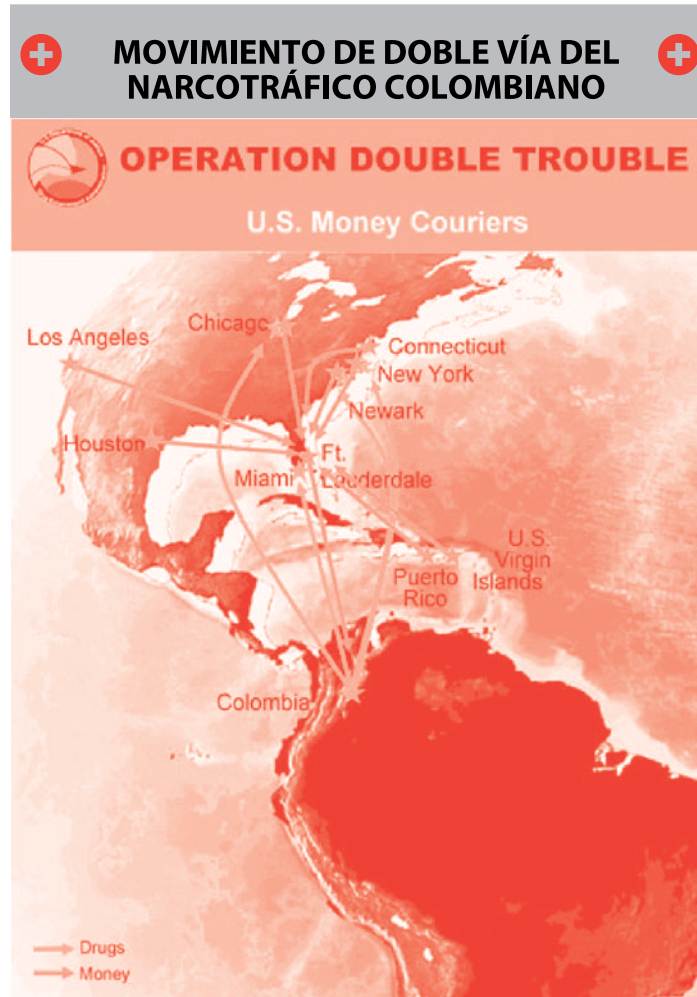 MOVIMIENTO DE DOBLE VÍA DEL
NARCOTRÁFICO COLOMBIANO
OPERATION DOUBLE TROUBLE
U.S. Money Couriers
Chicago
Los Angeles
Connecticut
New York
Newark
Houston
Ft.
Miami
Lauderdale
U.S.
Virgin
Islands
Puerto
Rico
Colombia
Drugs
Money